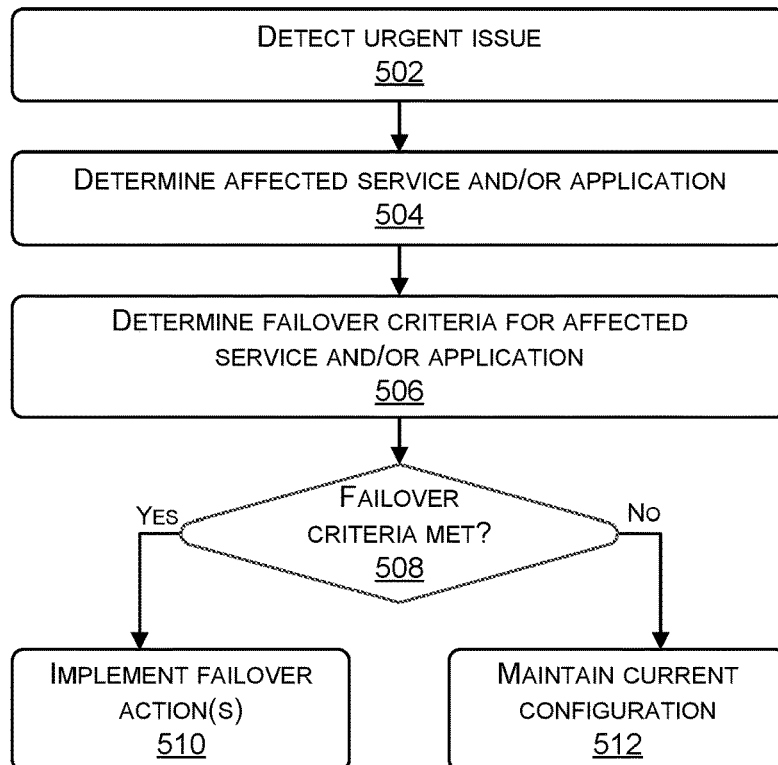 DETECT URGENT ISSUE
502
DETERMINE AFFECTED SERVICE AND/OR APPLICATION
504
DETERMINE FAILOVER CRITERIA FOR AFFECTED
SERVICE AND/OR APPLICATION
506
FAILOVER
CRITERIA MET?
508
YES
NO
IMPLEMENT FAILOVER
ACTION(S)
510
MAINTAIN CURRENT
CONFIGURATION
512